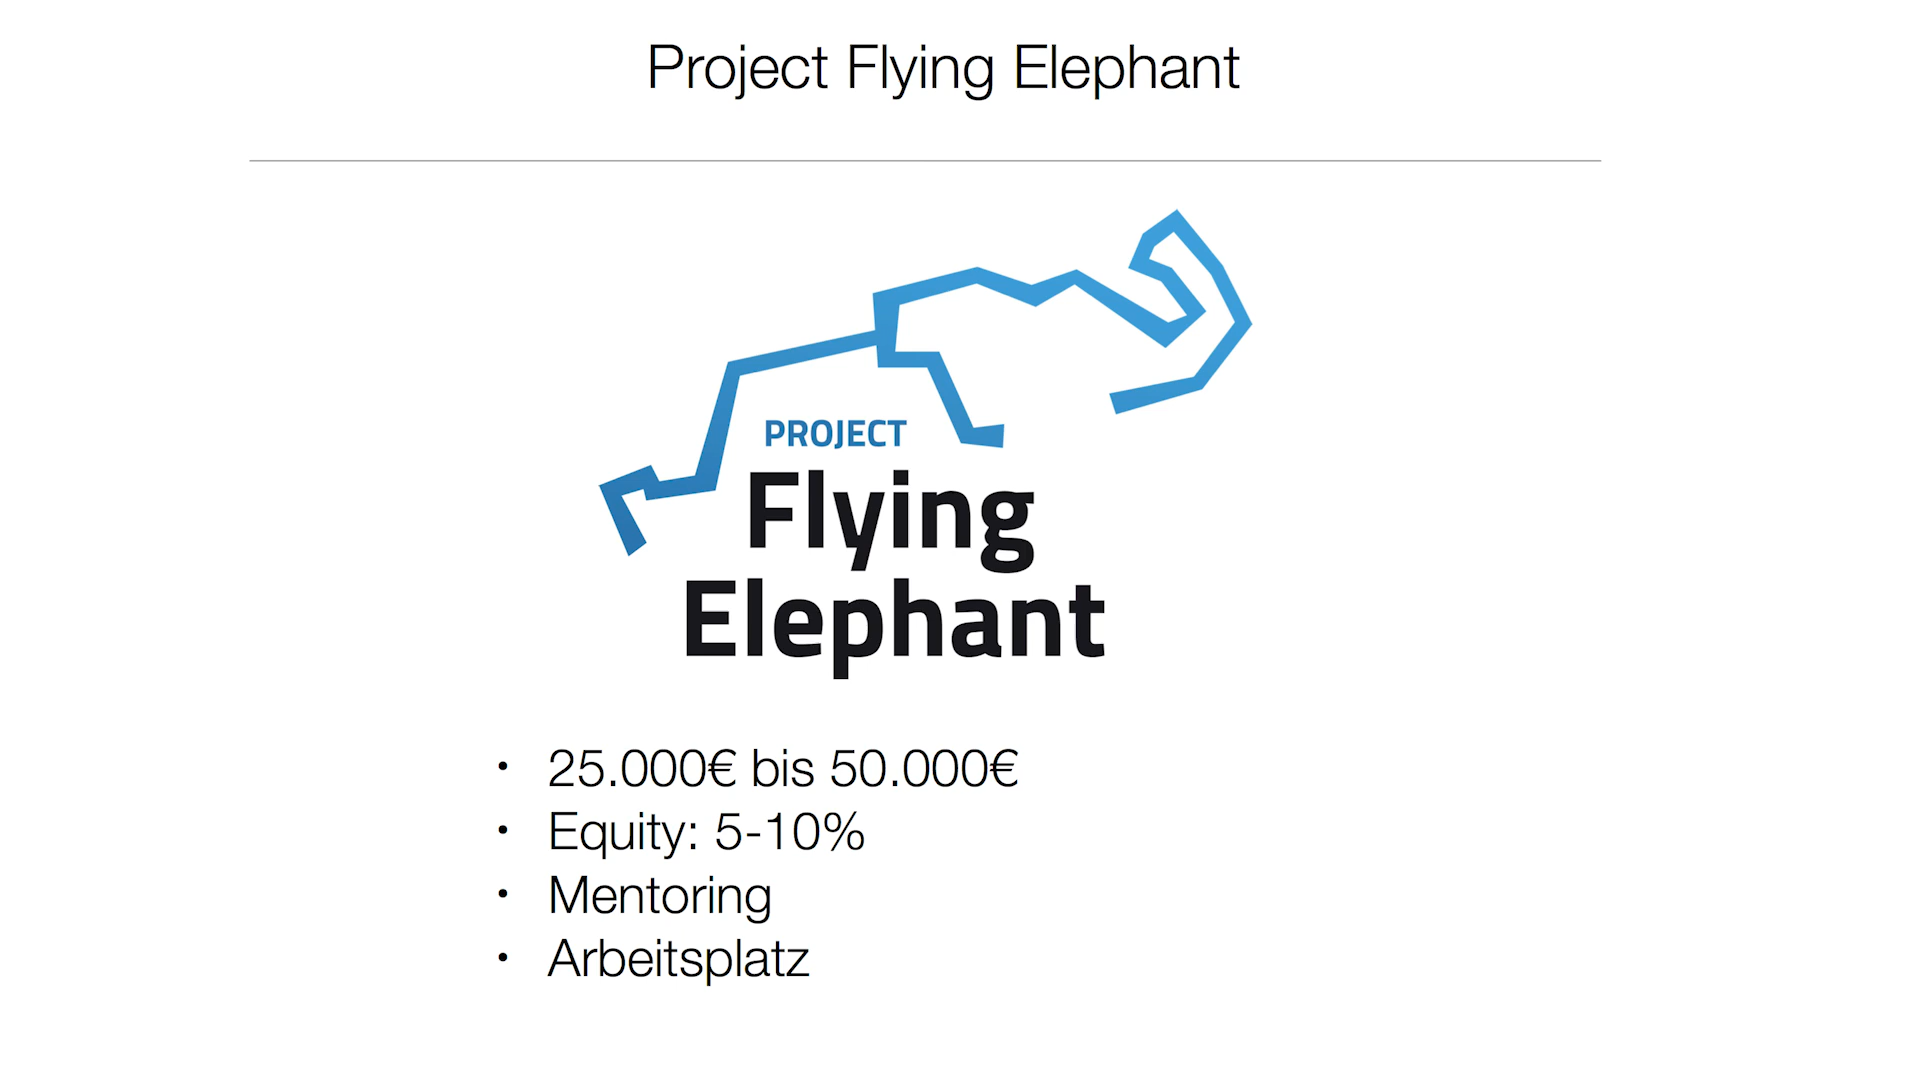 Project Flying Elephant
PROJECT
Flying
Elephant
• 25.000€ bis 50.000€
• Equity: 5-10%
• Mentoring
• Arbeitsplatz